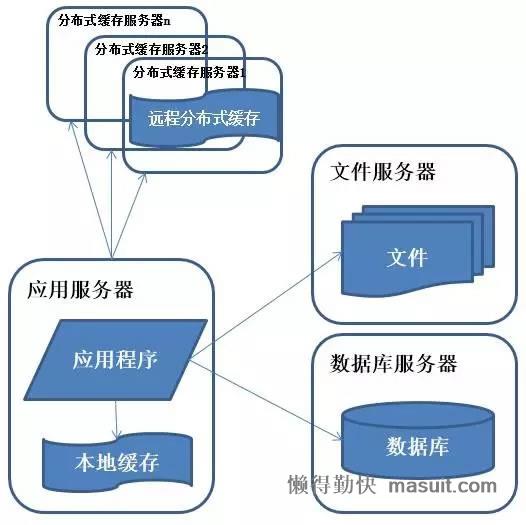 分布式缓存服务器n
分布式缓存服务器2
分布式缓存服务器1
远程分布式缓存
文件服务器
文件
应用服务器
应用程序
本地缓存
数据库服务器
数据库
懒得勤快 masuit.com